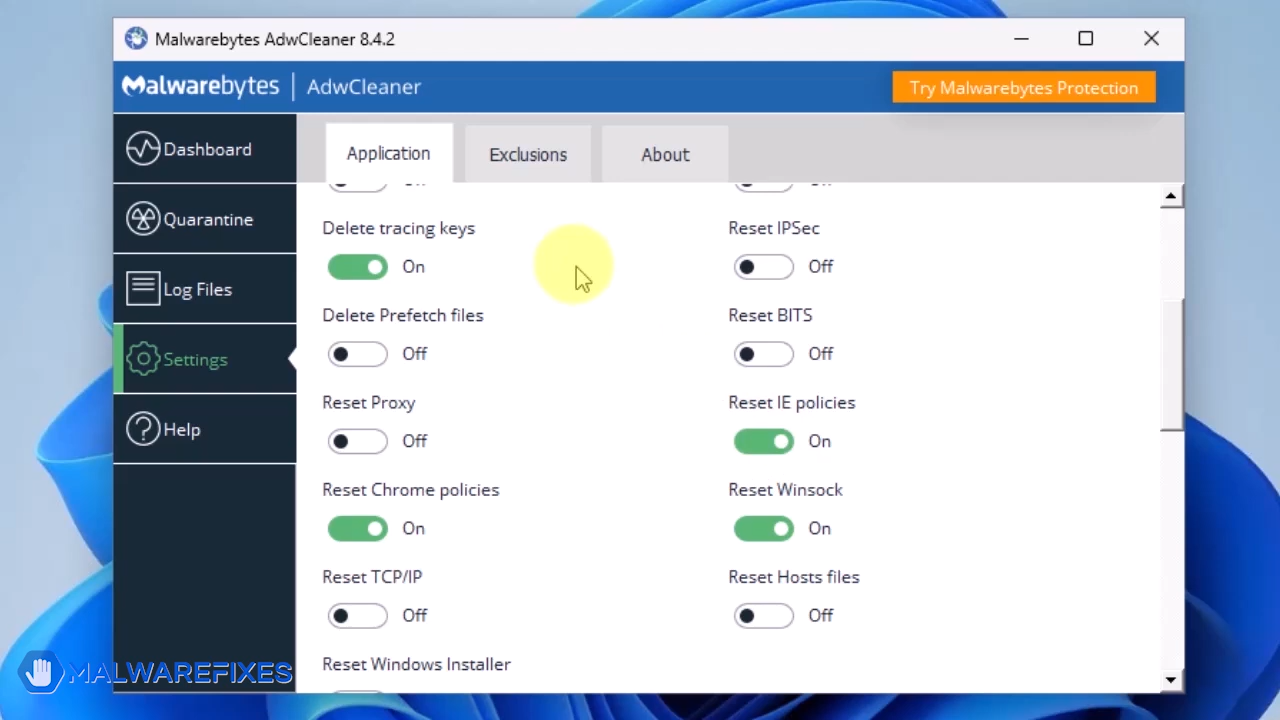 Malwarebytes AdwCleaner 8.4.2
Malwarebytes | AdwCleaner
Try Malwarebytes Protection
Dashboard
Quarantine
Log Files
Settings
Help
Application
Exclusions
About
Delete tracing keys
On
Reset IPSec
Off
Delete Prefetch files
Off
Reset BITS
Off
Reset Proxy
Off
Reset IE policies
On
Reset Chrome policies
On
Reset Winsock
On
Reset TCP/IP
Off
Reset Hosts files
Off
Reset Windows Installer
MALWAREFIXES